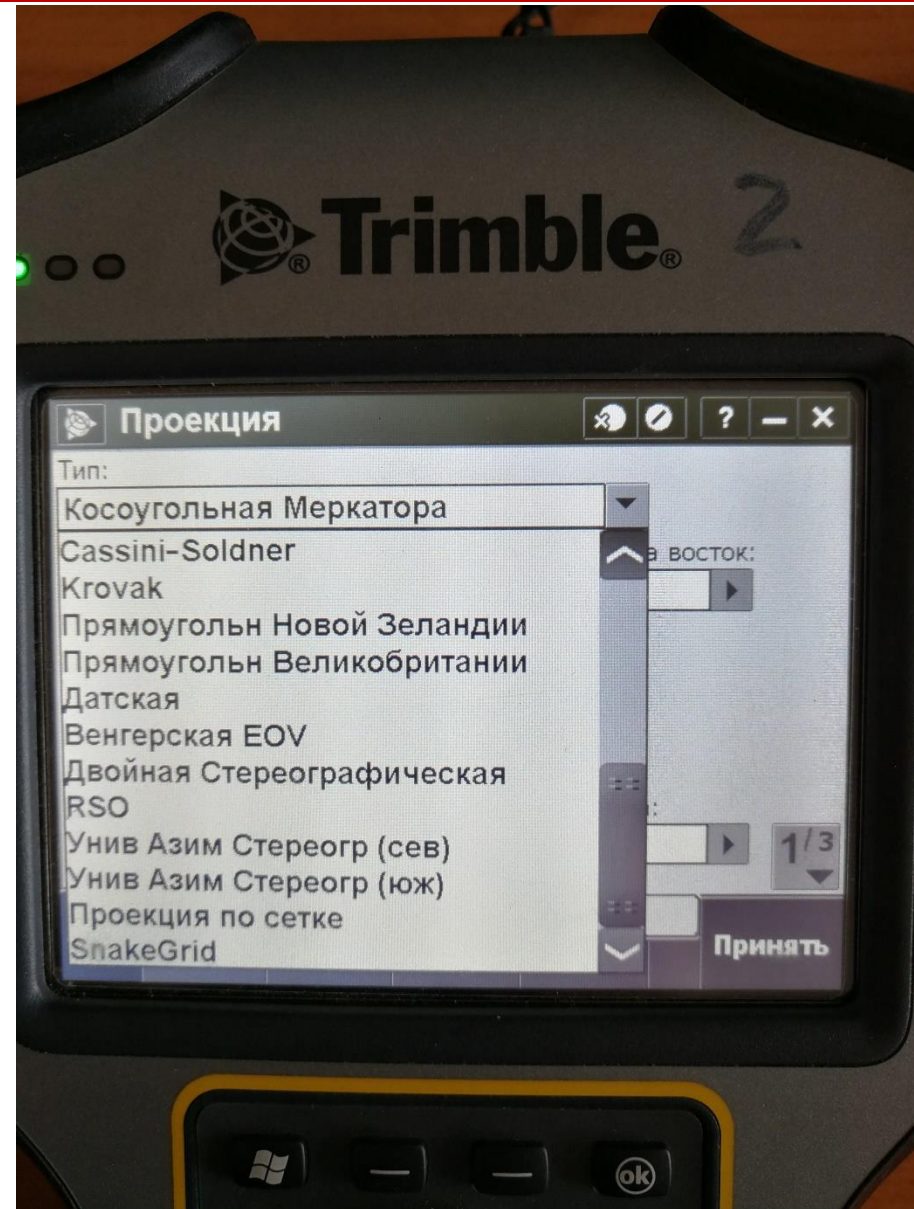 Trimble® 2
Проекция ? — ×
Тип:
Косоугольная Меркатора
Cassini-Soldner
а восток:
Krovak
Прямоугольн Новой Зеландии
Прямоугольн Великобритании
Датская
Венгерская EOV
Двойная Стереографическая
RSO
Унив Азим Стереогр (сев)
1/3
Унив Азим Стереогр (юж)
Проекция по сетке
SnakeGrid
Принять
ok